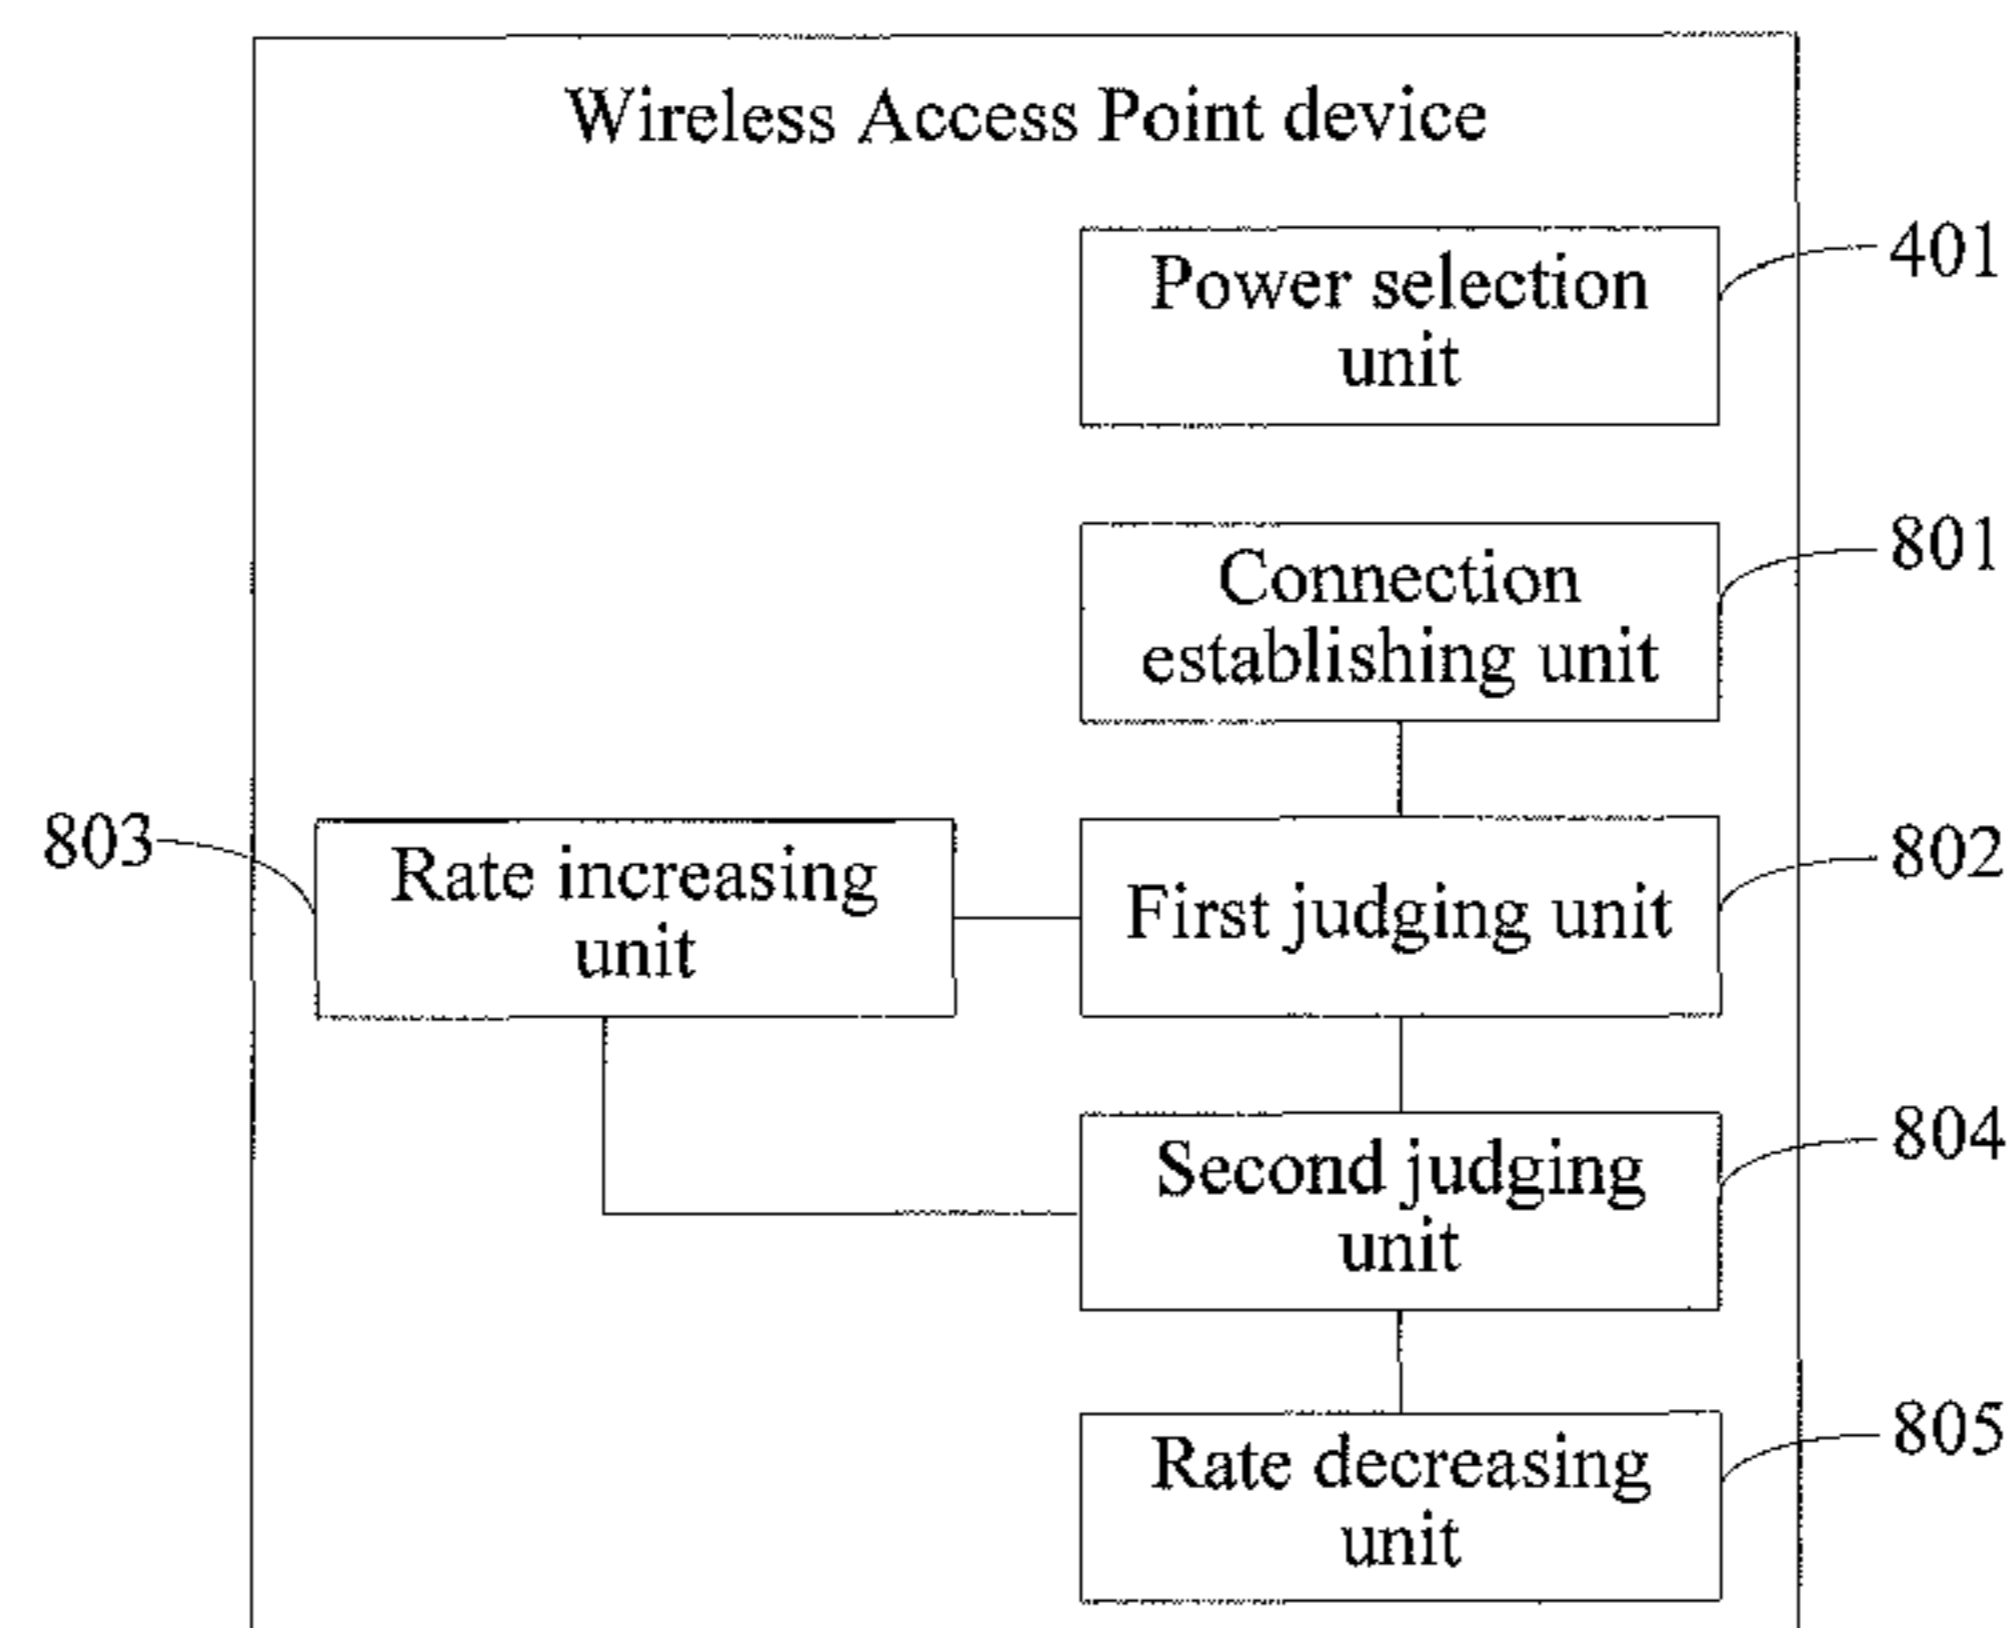 Wireless Access Point device
Power selection
unit
401
Connection
establishing unit
801
803
Rate increasing
unit
First judging unit
802
Second judging
unit
804
Rate decreasing
unit
805